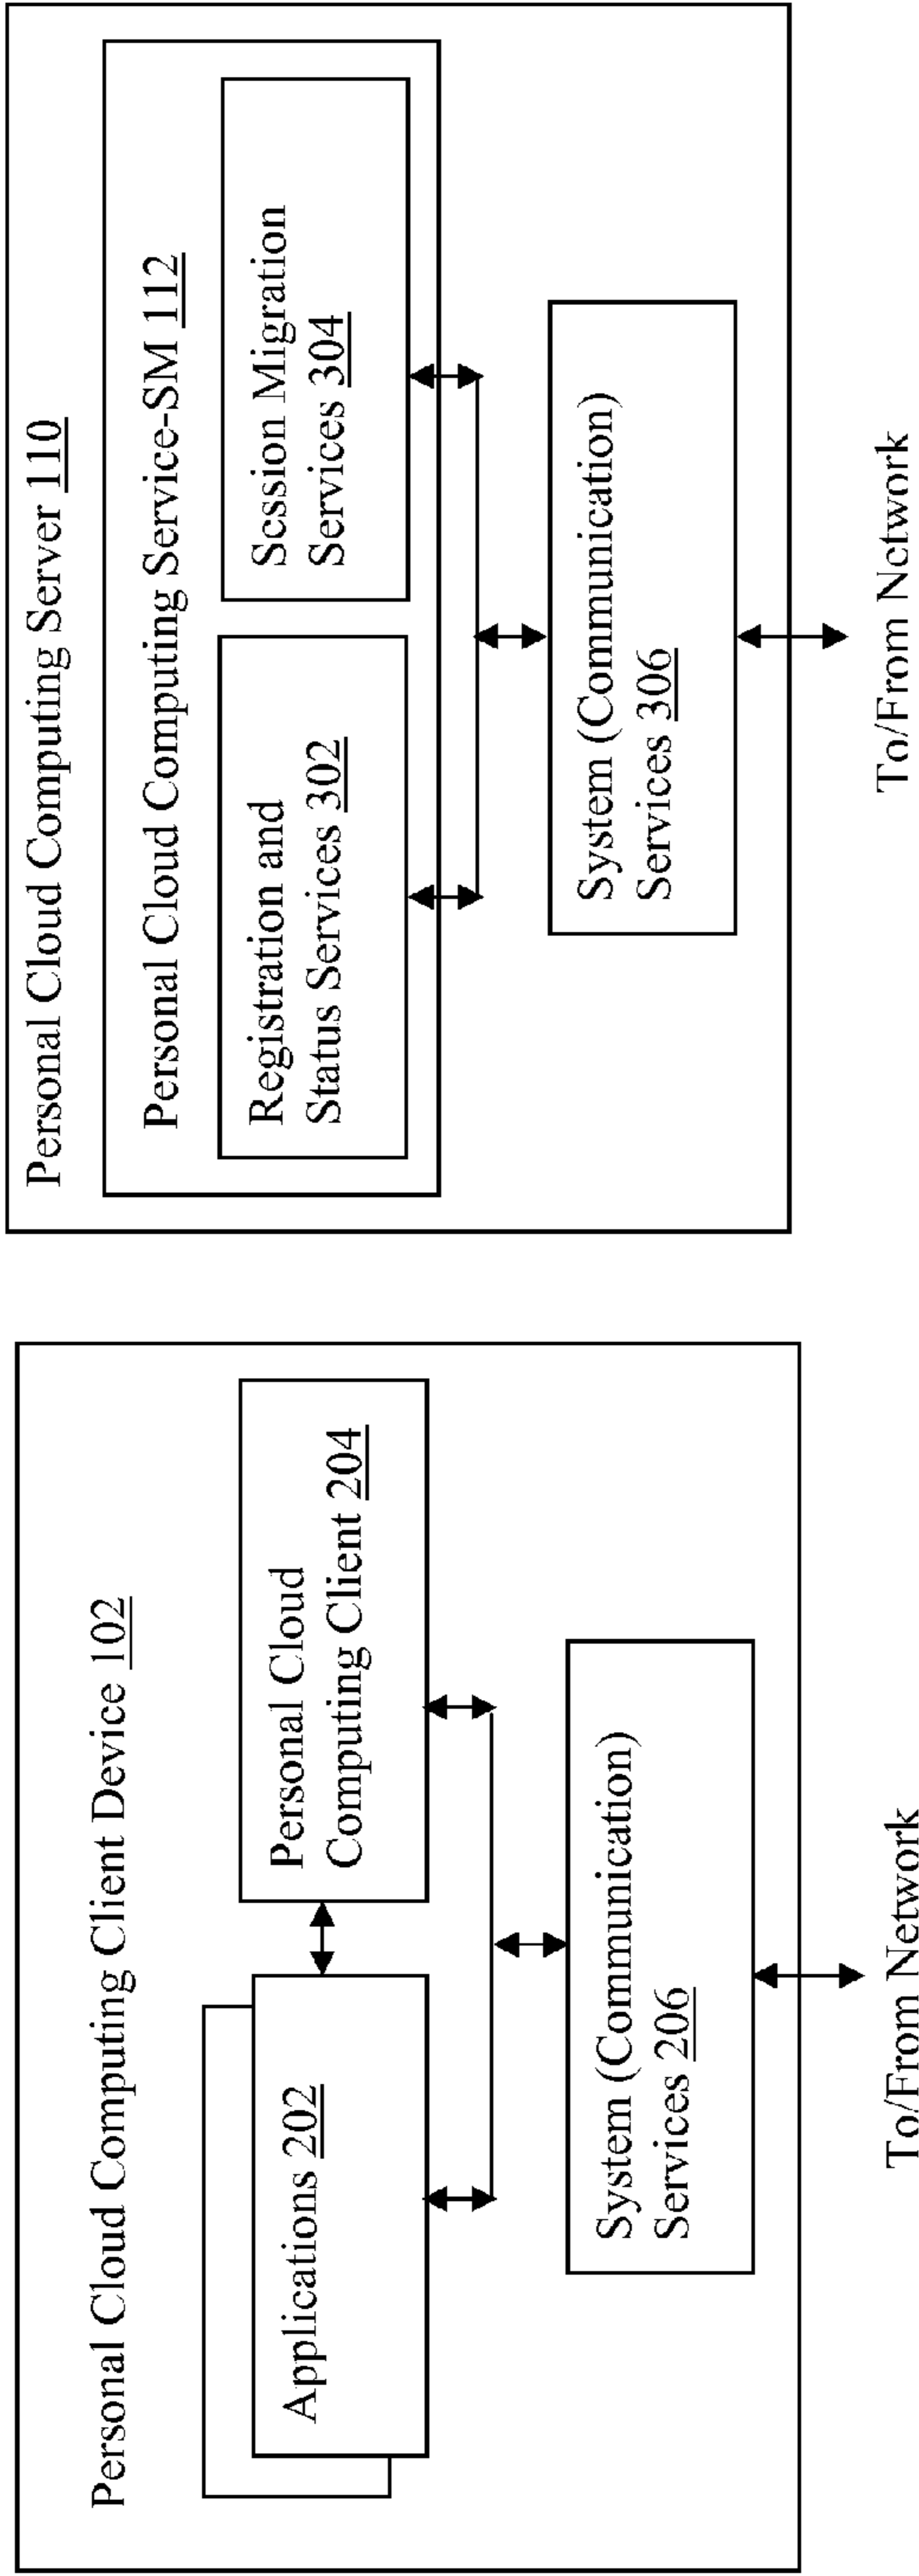 Personal Cloud Computing Client Device 102
Applications 202
Personal Cloud
Computing Client 204
System (Communication)
Services 206
To/From Network
Personal Cloud Computing Server 110
Personal Cloud Computing Service-SM 112
Registration and
Status Services 302
Session Migration
Services 304
System (Communication)
Services 306
To/From Network